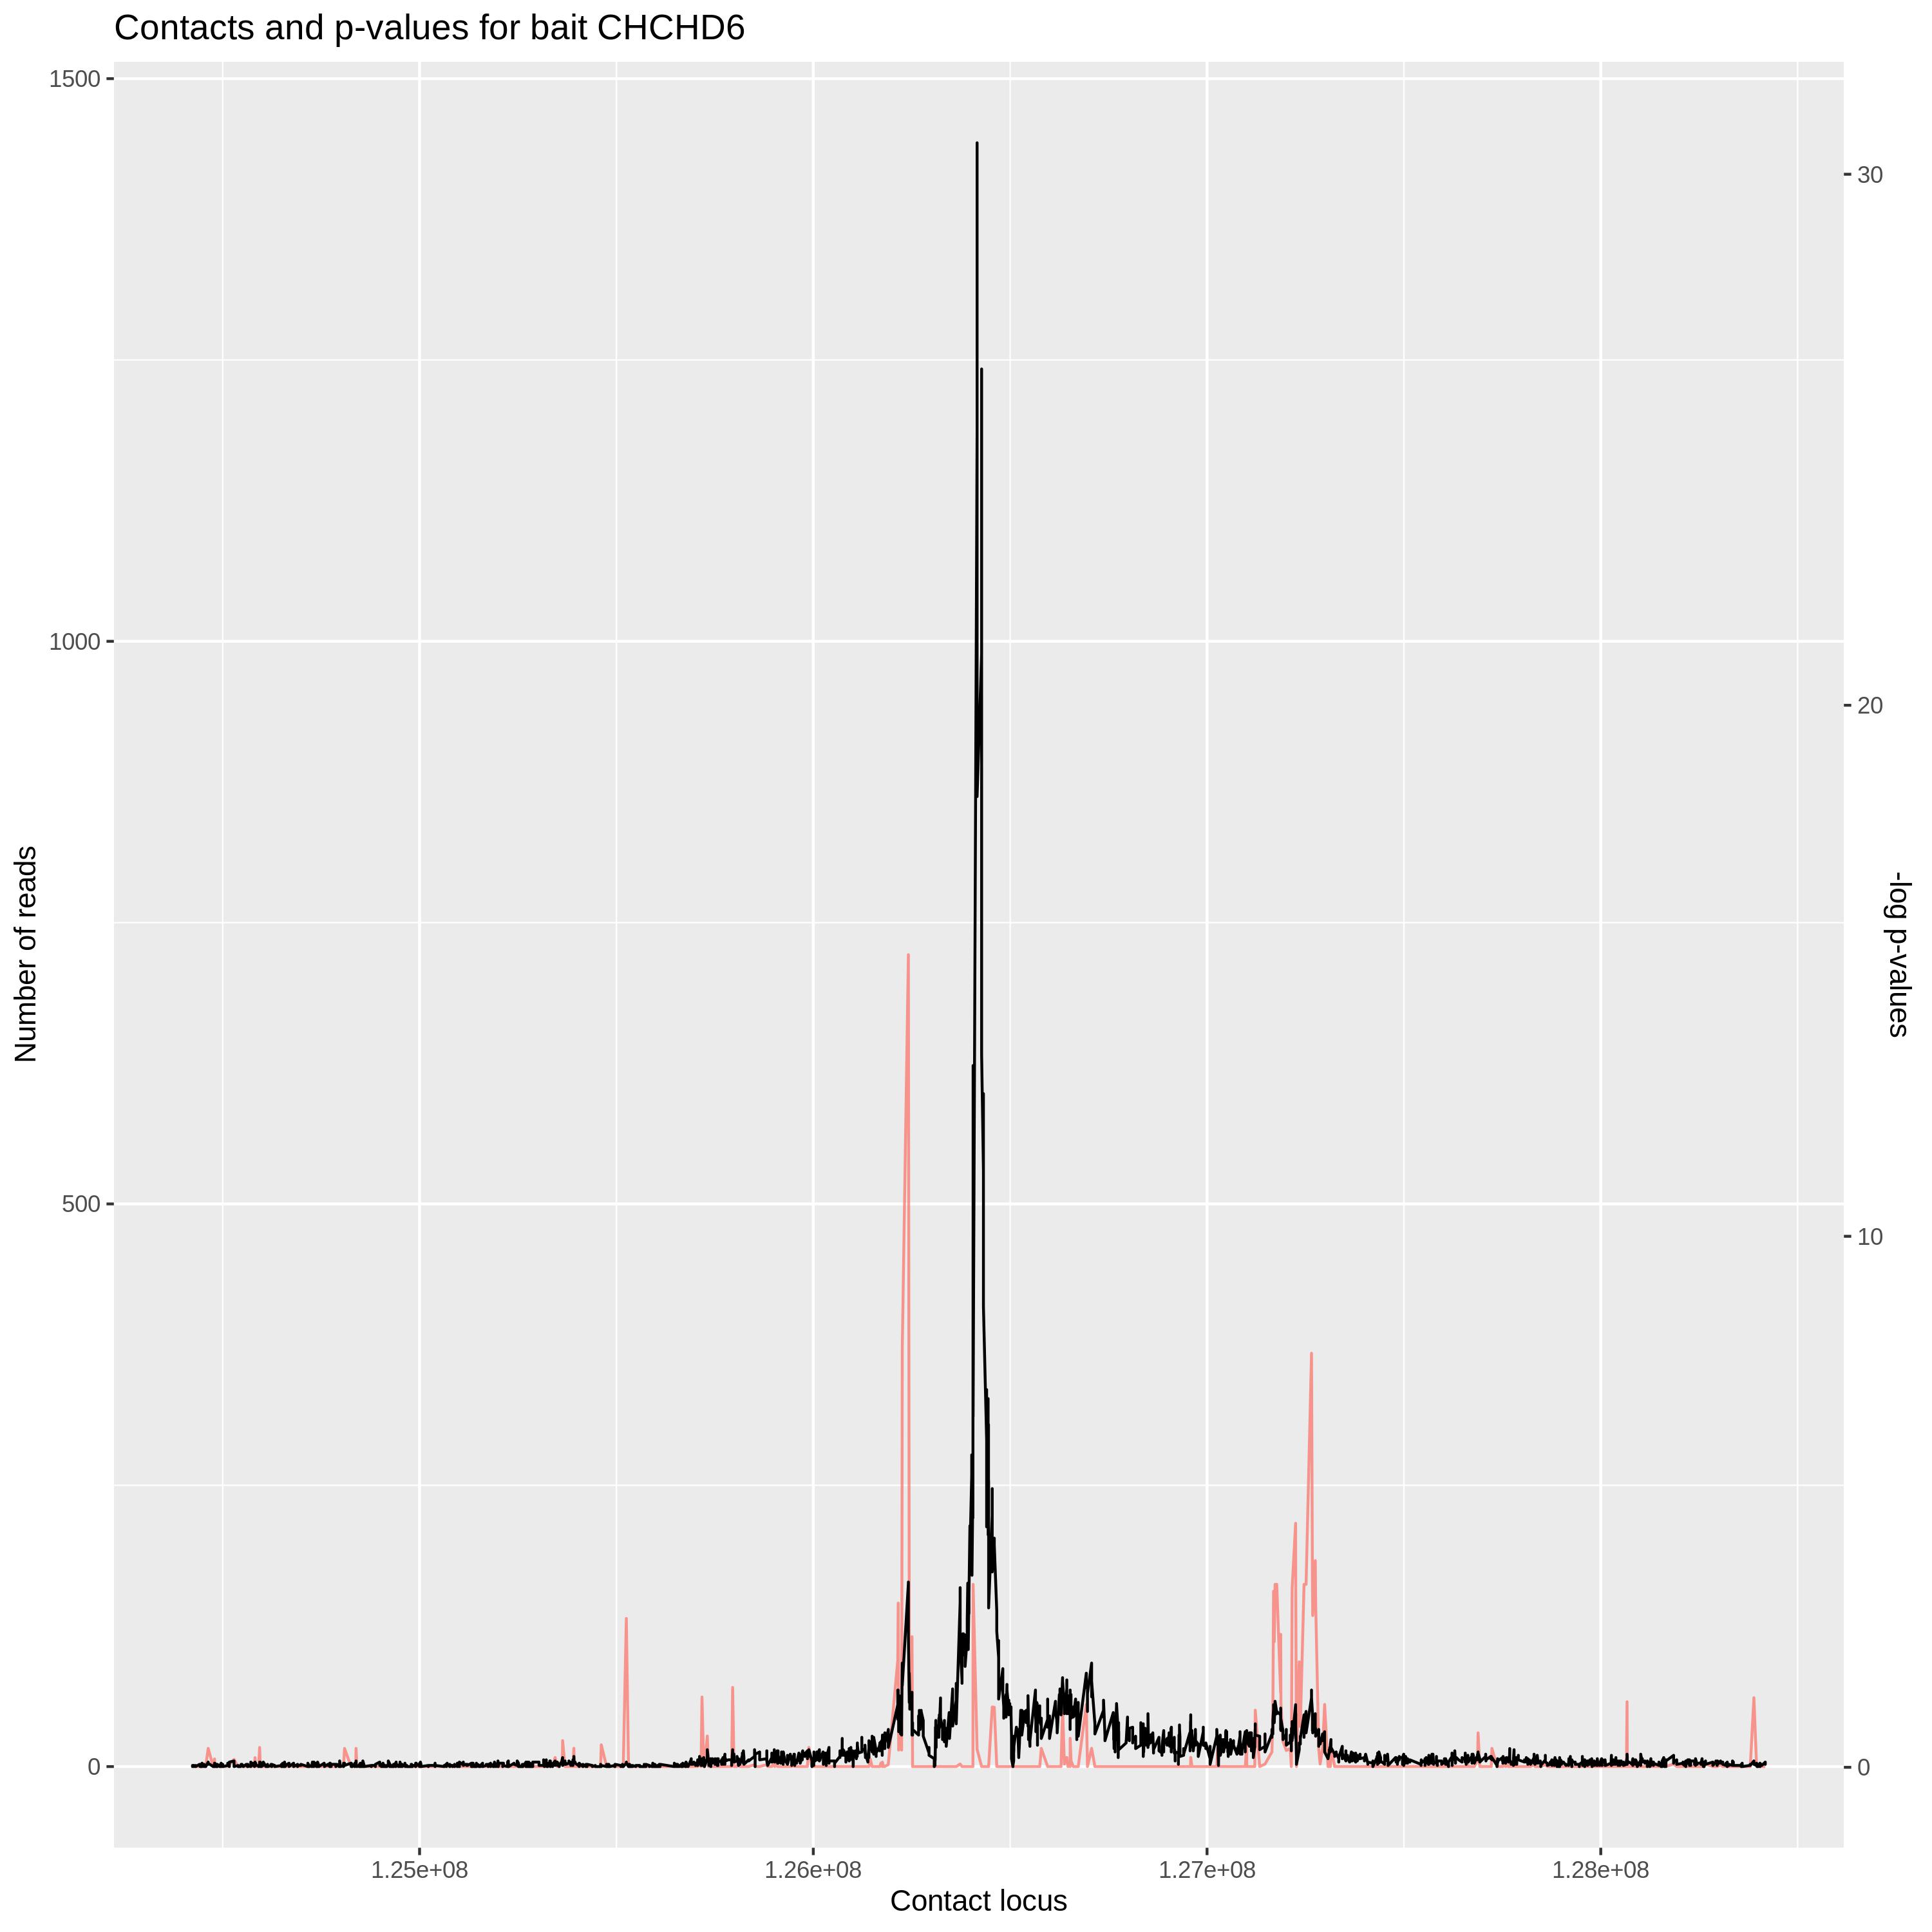 Contacts and p-values for bait CHCHD6
1500
1000
500
0
30
20
10
0
Number of reads
-log p-values
1.25e+08
1.26e+08
1.27e+08
1.28e+08
Contact locus